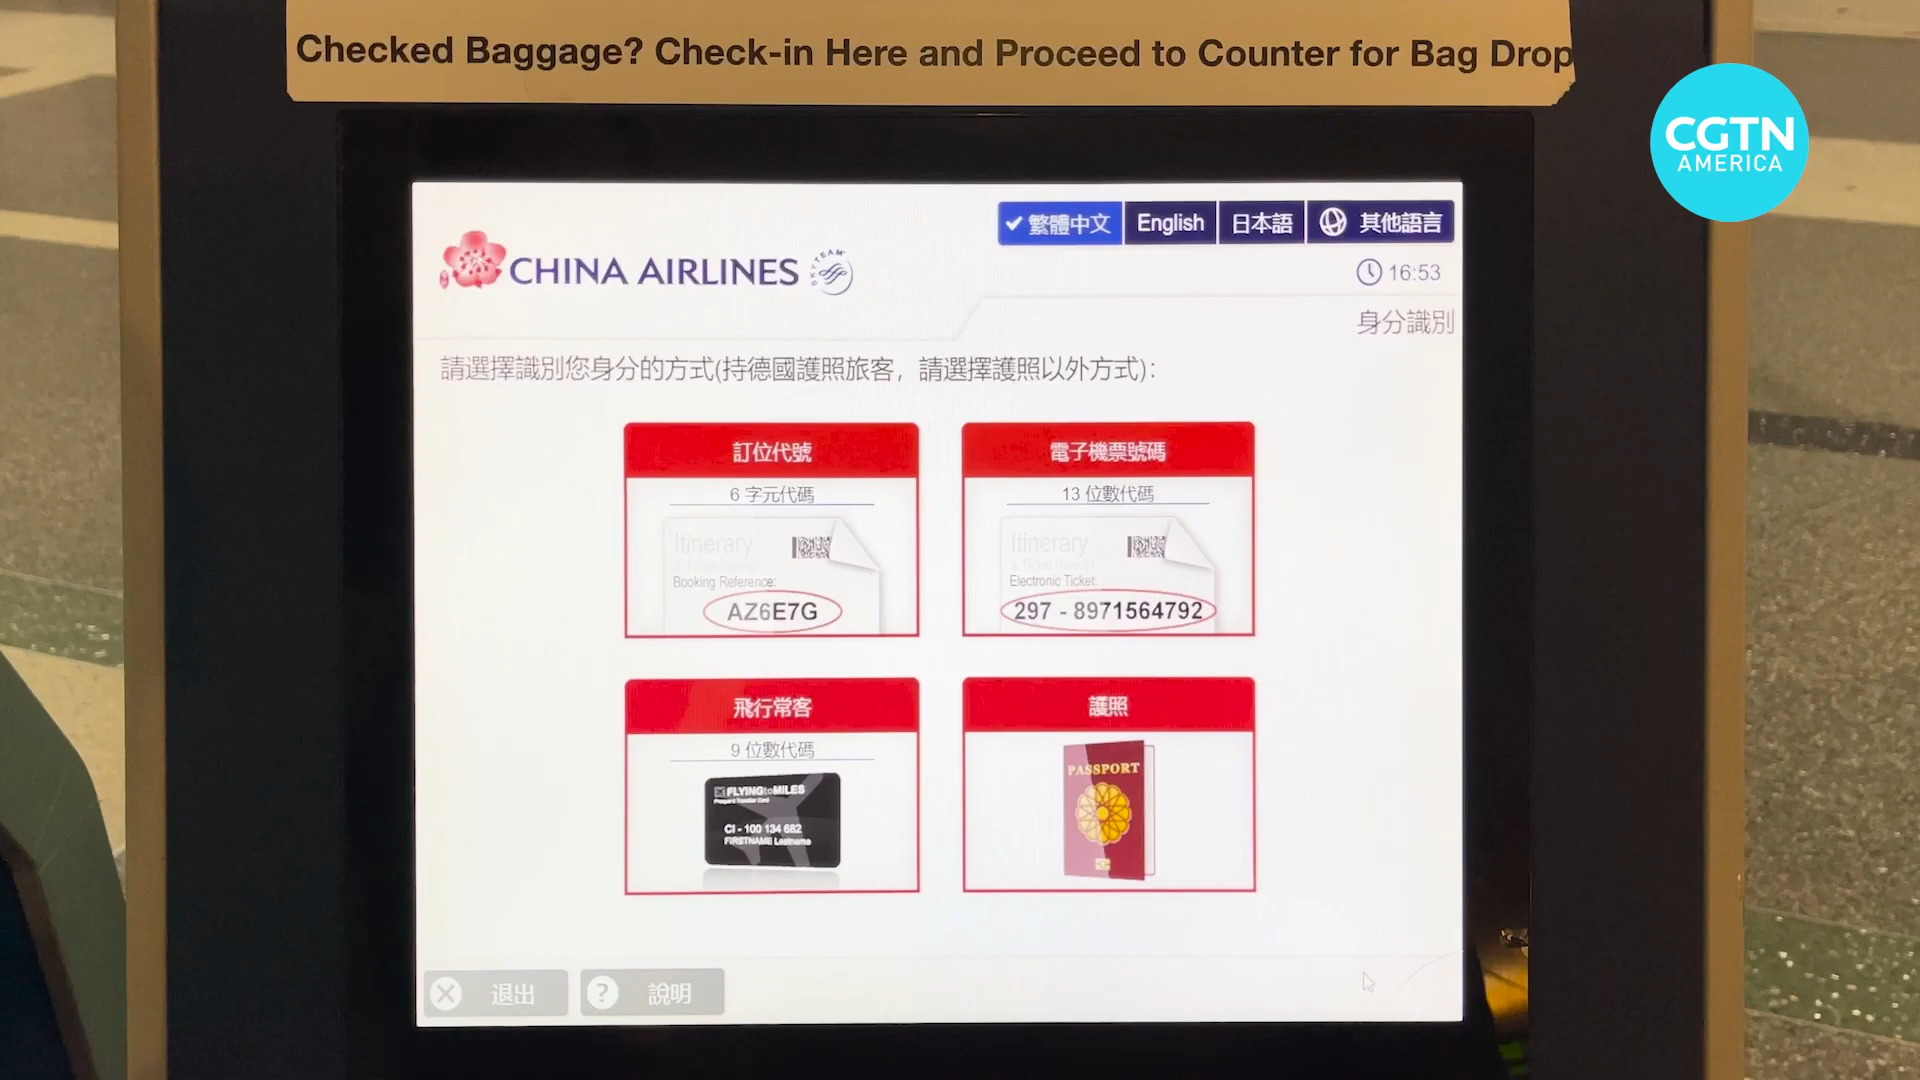 Checked Baggage? Check-in Here and Proceed to Counter for Bag Drop
CGTN
AMERICA
繁體中文 English 日本語 其他語言
CHINA AIRLINES SKYTEAM
16:53
身分識別
請選擇識別您身分的方式(持德國護照旅客，請選擇護照以外方式):
訂位代號
6 字元代碼
Itinerary
Booking Reference:
AZ6E7G
電子機票號碼
13 位數代碼
Itinerary
Electronic Ticket:
297 - 8971564792
飛行常客
9 位數代碼
FLYINGtoMILES
CI - 100 134 682
FIRSTNAME Lastname
護照
PASSPORT
退出
? 說明